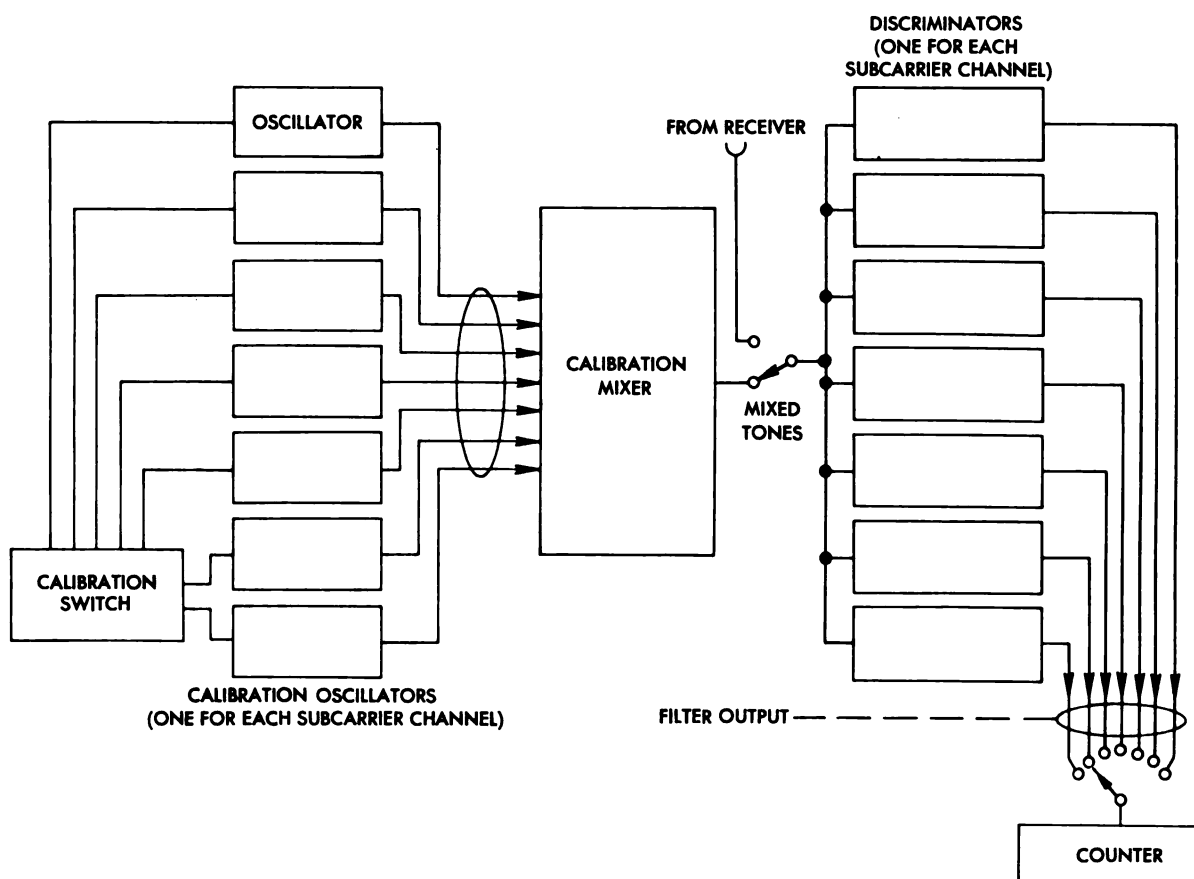 DISCRIMINATORS
(ONE FOR EACH
SUBCARRIER CHANNEL)
OSCILLATOR
FROM RECEIVER
CALIBRATION
MIXER
MIXED
TONES
CALIBRATION
SWITCH
CALIBRATION OSCILLATORS
(ONE FOR EACH SUBCARRIER CHANNEL)
FILTER OUTPUT
COUNTER